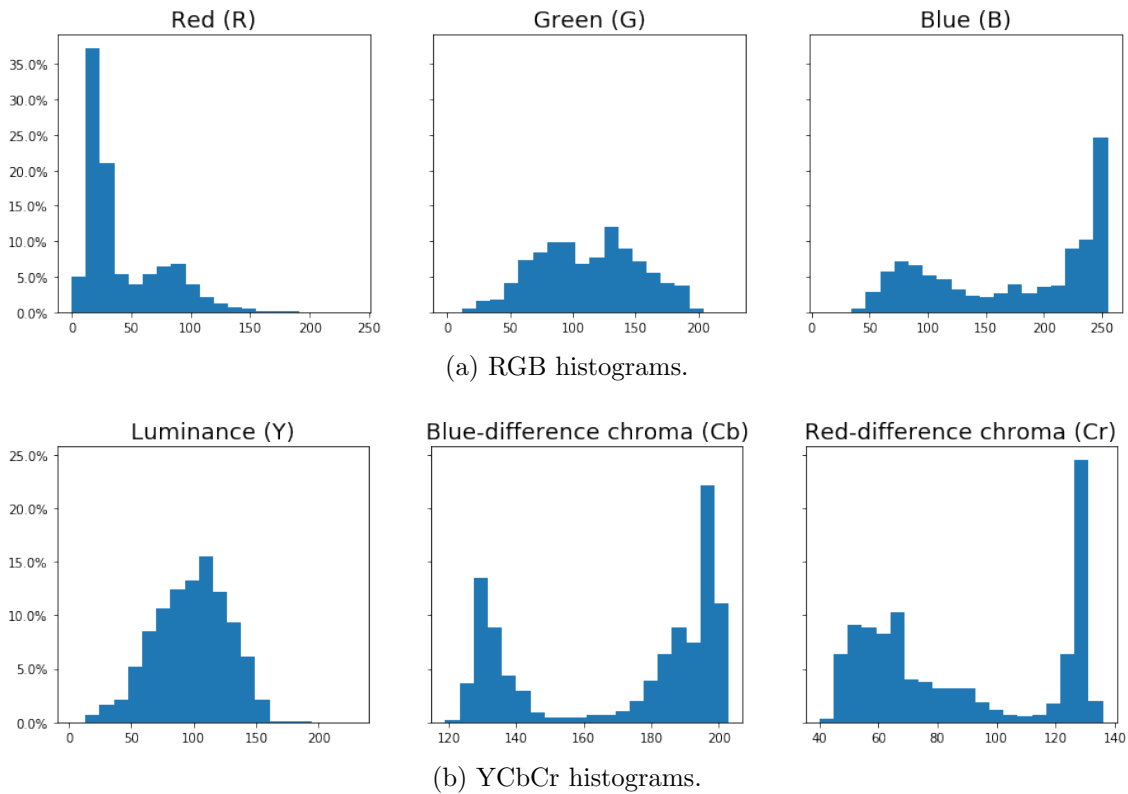 Red (R)
Green (G)
Blue (B)
35.0%
30.0%
25.0%
20.0%
15.0%
10.0%
5.0%
0.0%
0 50 100 150 200 250
0 50 100 150 200
0 50 100 150 200 250
(a) RGB histograms.
Luminance (Y)
Blue-difference chroma (Cb)
Red-difference chroma (Cr)
25.0%
20.0%
15.0%
10.0%
5.0%
0.0%
0 50 100 150 200
120 140 160 180 200
40 60 80 100 120 140
(b) YCbCr histograms.